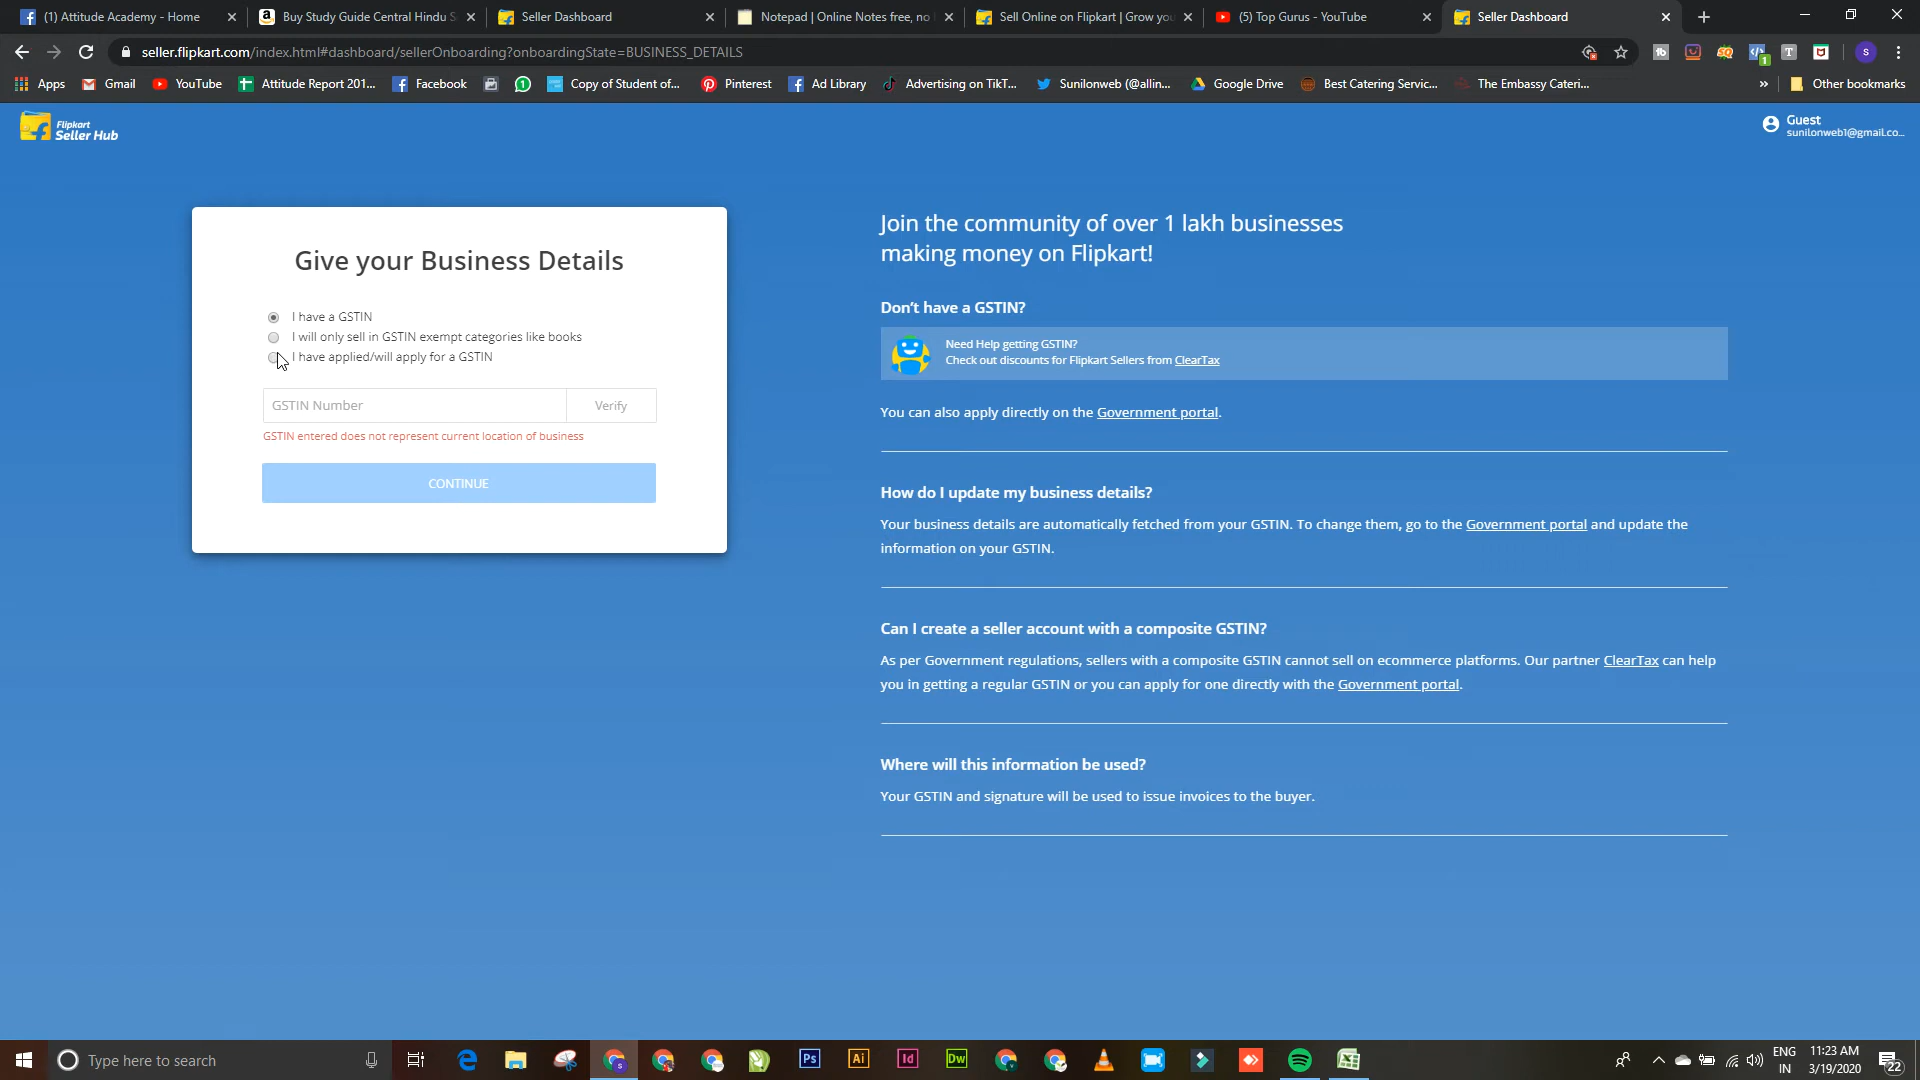 (1) Attitude Academy - Home
Buy Study Guide Central Hindu S
Seller Dashboard
Notepad | Online Notes free, no
Sell Online on Flipkart | Grow you
(5) Top Gurus - YouTube
Seller Dashboard
seller.flipkart.com/index.html#dashboard/sellerOnboarding?onboardingState=BUSINESS_DETAILS
Apps
Gmail
YouTube
Attitude Report 201...
Facebook
Copy of Student of...
Pinterest
Ad Library
Advertising on TikT...
Sunilonweb (@allin...
Google Drive
Best Catering Servic...
The Embassy Cateri...
Other bookmarks
Flipkart
Seller Hub
Guest
sunilonweb1@gmail.co...
Give your Business Details
I have a GSTIN
I will only sell in GSTIN exempt categories like books
I have applied/will apply for a GSTIN
GSTIN Number
Verify
GSTIN entered does not represent current location of business
CONTINUE
Join the community of over 1 lakh businesses
making money on Flipkart!
Don't have a GSTIN?
Need Help getting GSTIN?
Check out discounts for Flipkart Sellers from ClearTax
You can also apply directly on the Government portal.
How do I update my business details?
Your business details are automatically fetched from your GSTIN. To change them, go to the Government portal and update the
information on your GSTIN.
Can I create a seller account with a composite GSTIN?
As per Government regulations, sellers with a composite GSTIN cannot sell on ecommerce platforms. Our partner ClearTax can help
you in getting a regular GSTIN or you can apply for one directly with the Government portal.
Where will this information be used?
Your GSTIN and signature will be used to issue invoices to the buyer.
Type here to search
Ps
Ai
Id
Dw
ENG
IN
11:23 AM
3/19/2020
22